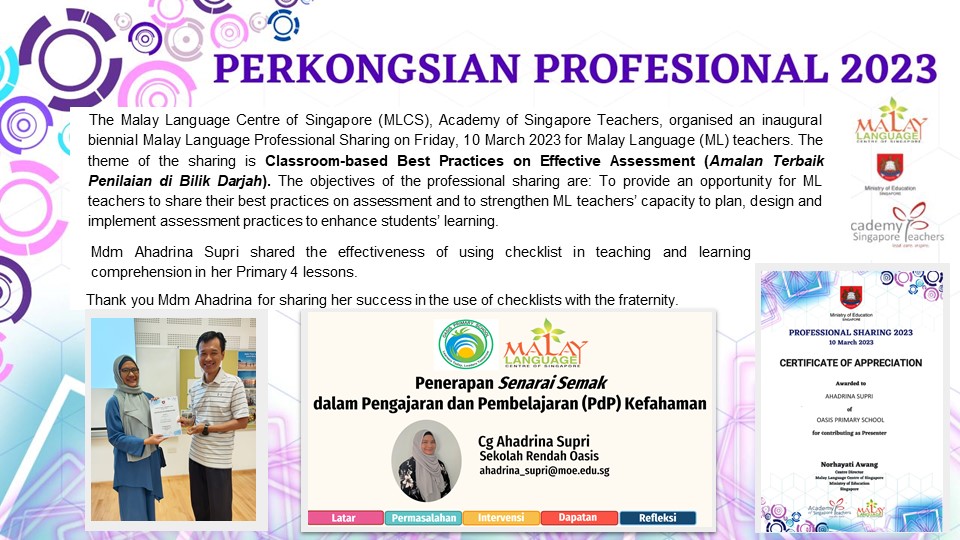 PERKONGSIAN PROFESIONAL 2023
The Malay Language Centre of Singapore (MLCS), Academy of Singapore Teachers, organised an inaugural
biennial Malay Language Professional Sharing on Friday, 10 March 2023 for Malay Language (ML) teachers. The
theme of the sharing is Classroom-based Best Practices on Effective Assessment (Amalan Terbaik
Penilaian di Bilik Darjah). The objectives of the professional sharing are: To provide an opportunity for ML
teachers to share their best practices on assessment and to strengthen ML teachers' capacity to plan, design and
implement assessment practices to enhance students' learning.
Mdm Ahadrina Supri shared the effectiveness of using checklist in teaching and learning
comprehension in her Primary 4 lessons.
Thank you Mdm Ahadrina for sharing her success in the use of checklists with the fraternity.
MALAY
LANGUAGE
CENTRE OF SINGAPORE
Ministry of Education
SINGAPORE
cademy
Singapore Teachers
OASIS PRIMARY SCHOOL
MALAY
LANGUAGE
CENTRE OF SINGAPORE
Penerapan Senarai Semak
dalam Pengajaran dan Pembelajaran (PdP) Kefahaman
Cg Ahadrina Supri
Sekolah Rendah Oasis
ahadrina_supri@moe.edu.sg
Latar
Permasalahan
Intervensi
Dapatan
Refleksi
Ministry of Education
SINGAPORE
PROFESSIONAL SHARING 2023
10 March 2023
CERTIFICATE OF APPRECIATION
Awarded to
AHADRINA SUPRI
of
OASIS PRIMARY SCHOOL
for contributing as Presenter
Norhayati Awang
Centre Director
Malay Language Centre of Singapore
Ministry of Education
Singapore
Academy
Singapore Teachers
MALAY
LANGUAGE